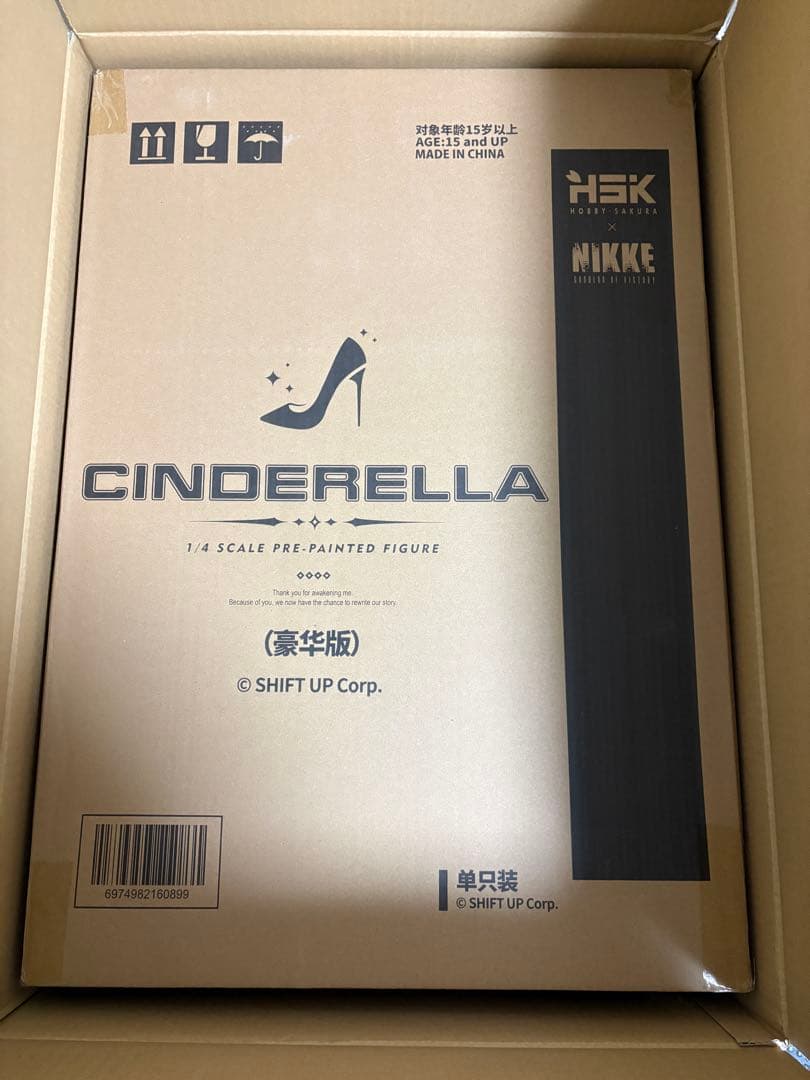 对象年龄15岁以上
AGE:15 and UP
MADE IN CHINA
HSK
HOBBY·SAKURA
×
NIKKE
GODDESS OF VICTORY
CINDERELLA
1/4 SCALE PRE-PAINTED FIGURE
Thank you for awakening me.
Because of you, we now have the chance to rewrite our story.
(豪华版)
© SHIFT UP Corp.
6974982160899
单只装
© SHIFT UP Corp.